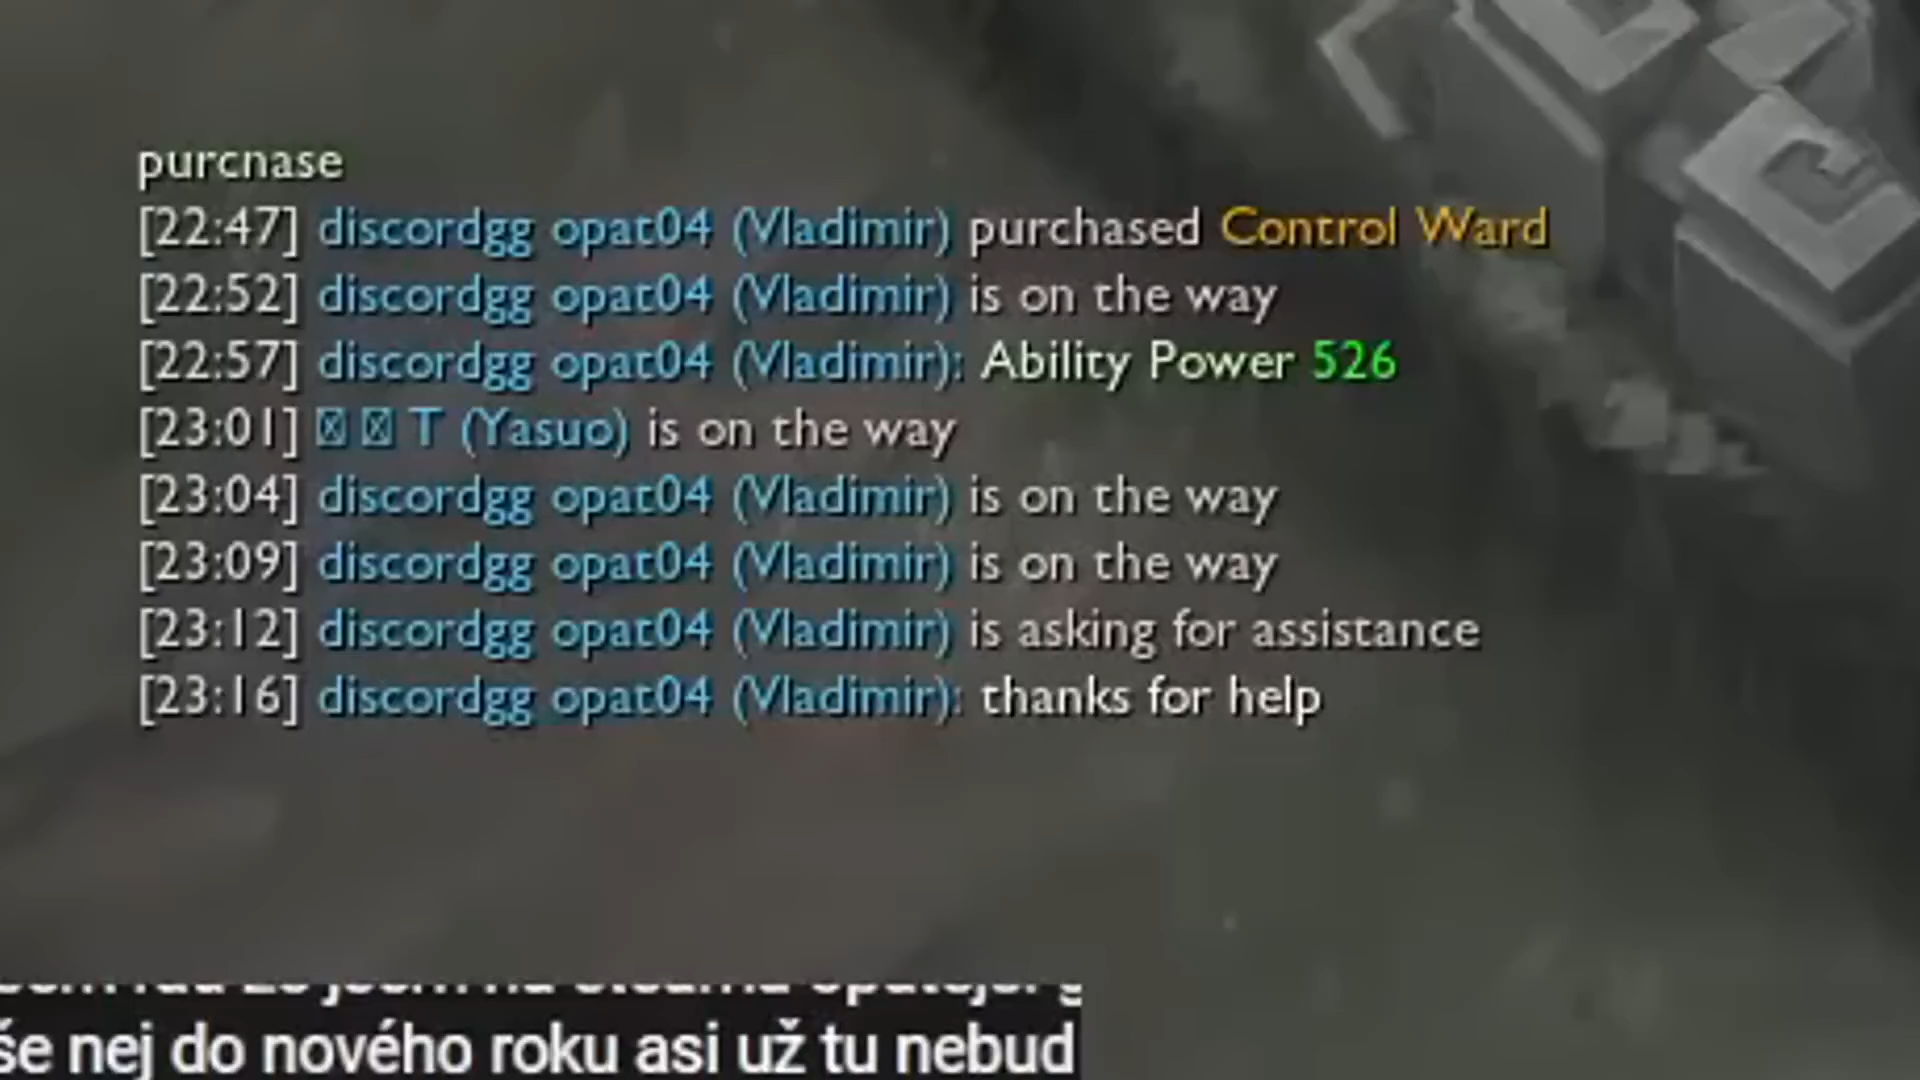 purchase
[22:47] discordgg opat04 (Vladimir) purchased Control Ward
[22:52] discordgg opat04 (Vladimir) is on the way
[22:57] discordgg opat04 (Vladimir): Ability Power 526
[23:01] T (Yasuo) is on the way
[23:04] discordgg opat04 (Vladimir) is on the way
[23:09] discordgg opat04 (Vladimir) is on the way
[23:12] discordgg opat04 (Vladimir) is asking for assistance
[23:16] discordgg opat04 (Vladimir): thanks for help
še nej do nového roku asi už tu nebud